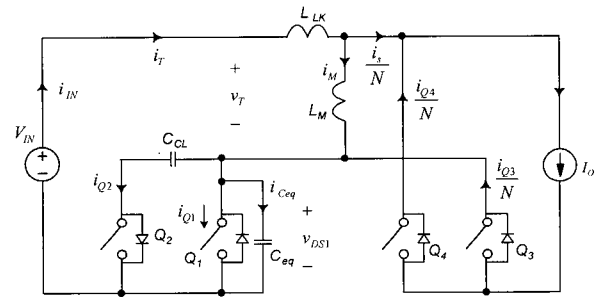 L_LK
i_T
i_s/N
i_M
i_Q4/N
i_IN
+
v_T
−
L_M
V_IN
+
−
C_CL
I_o
i_Q3/N
i_Q2
i_Q1
i_Ceq
+
v_DS1
−
Q_2
Q_1
C_eq
Q_4
Q_3